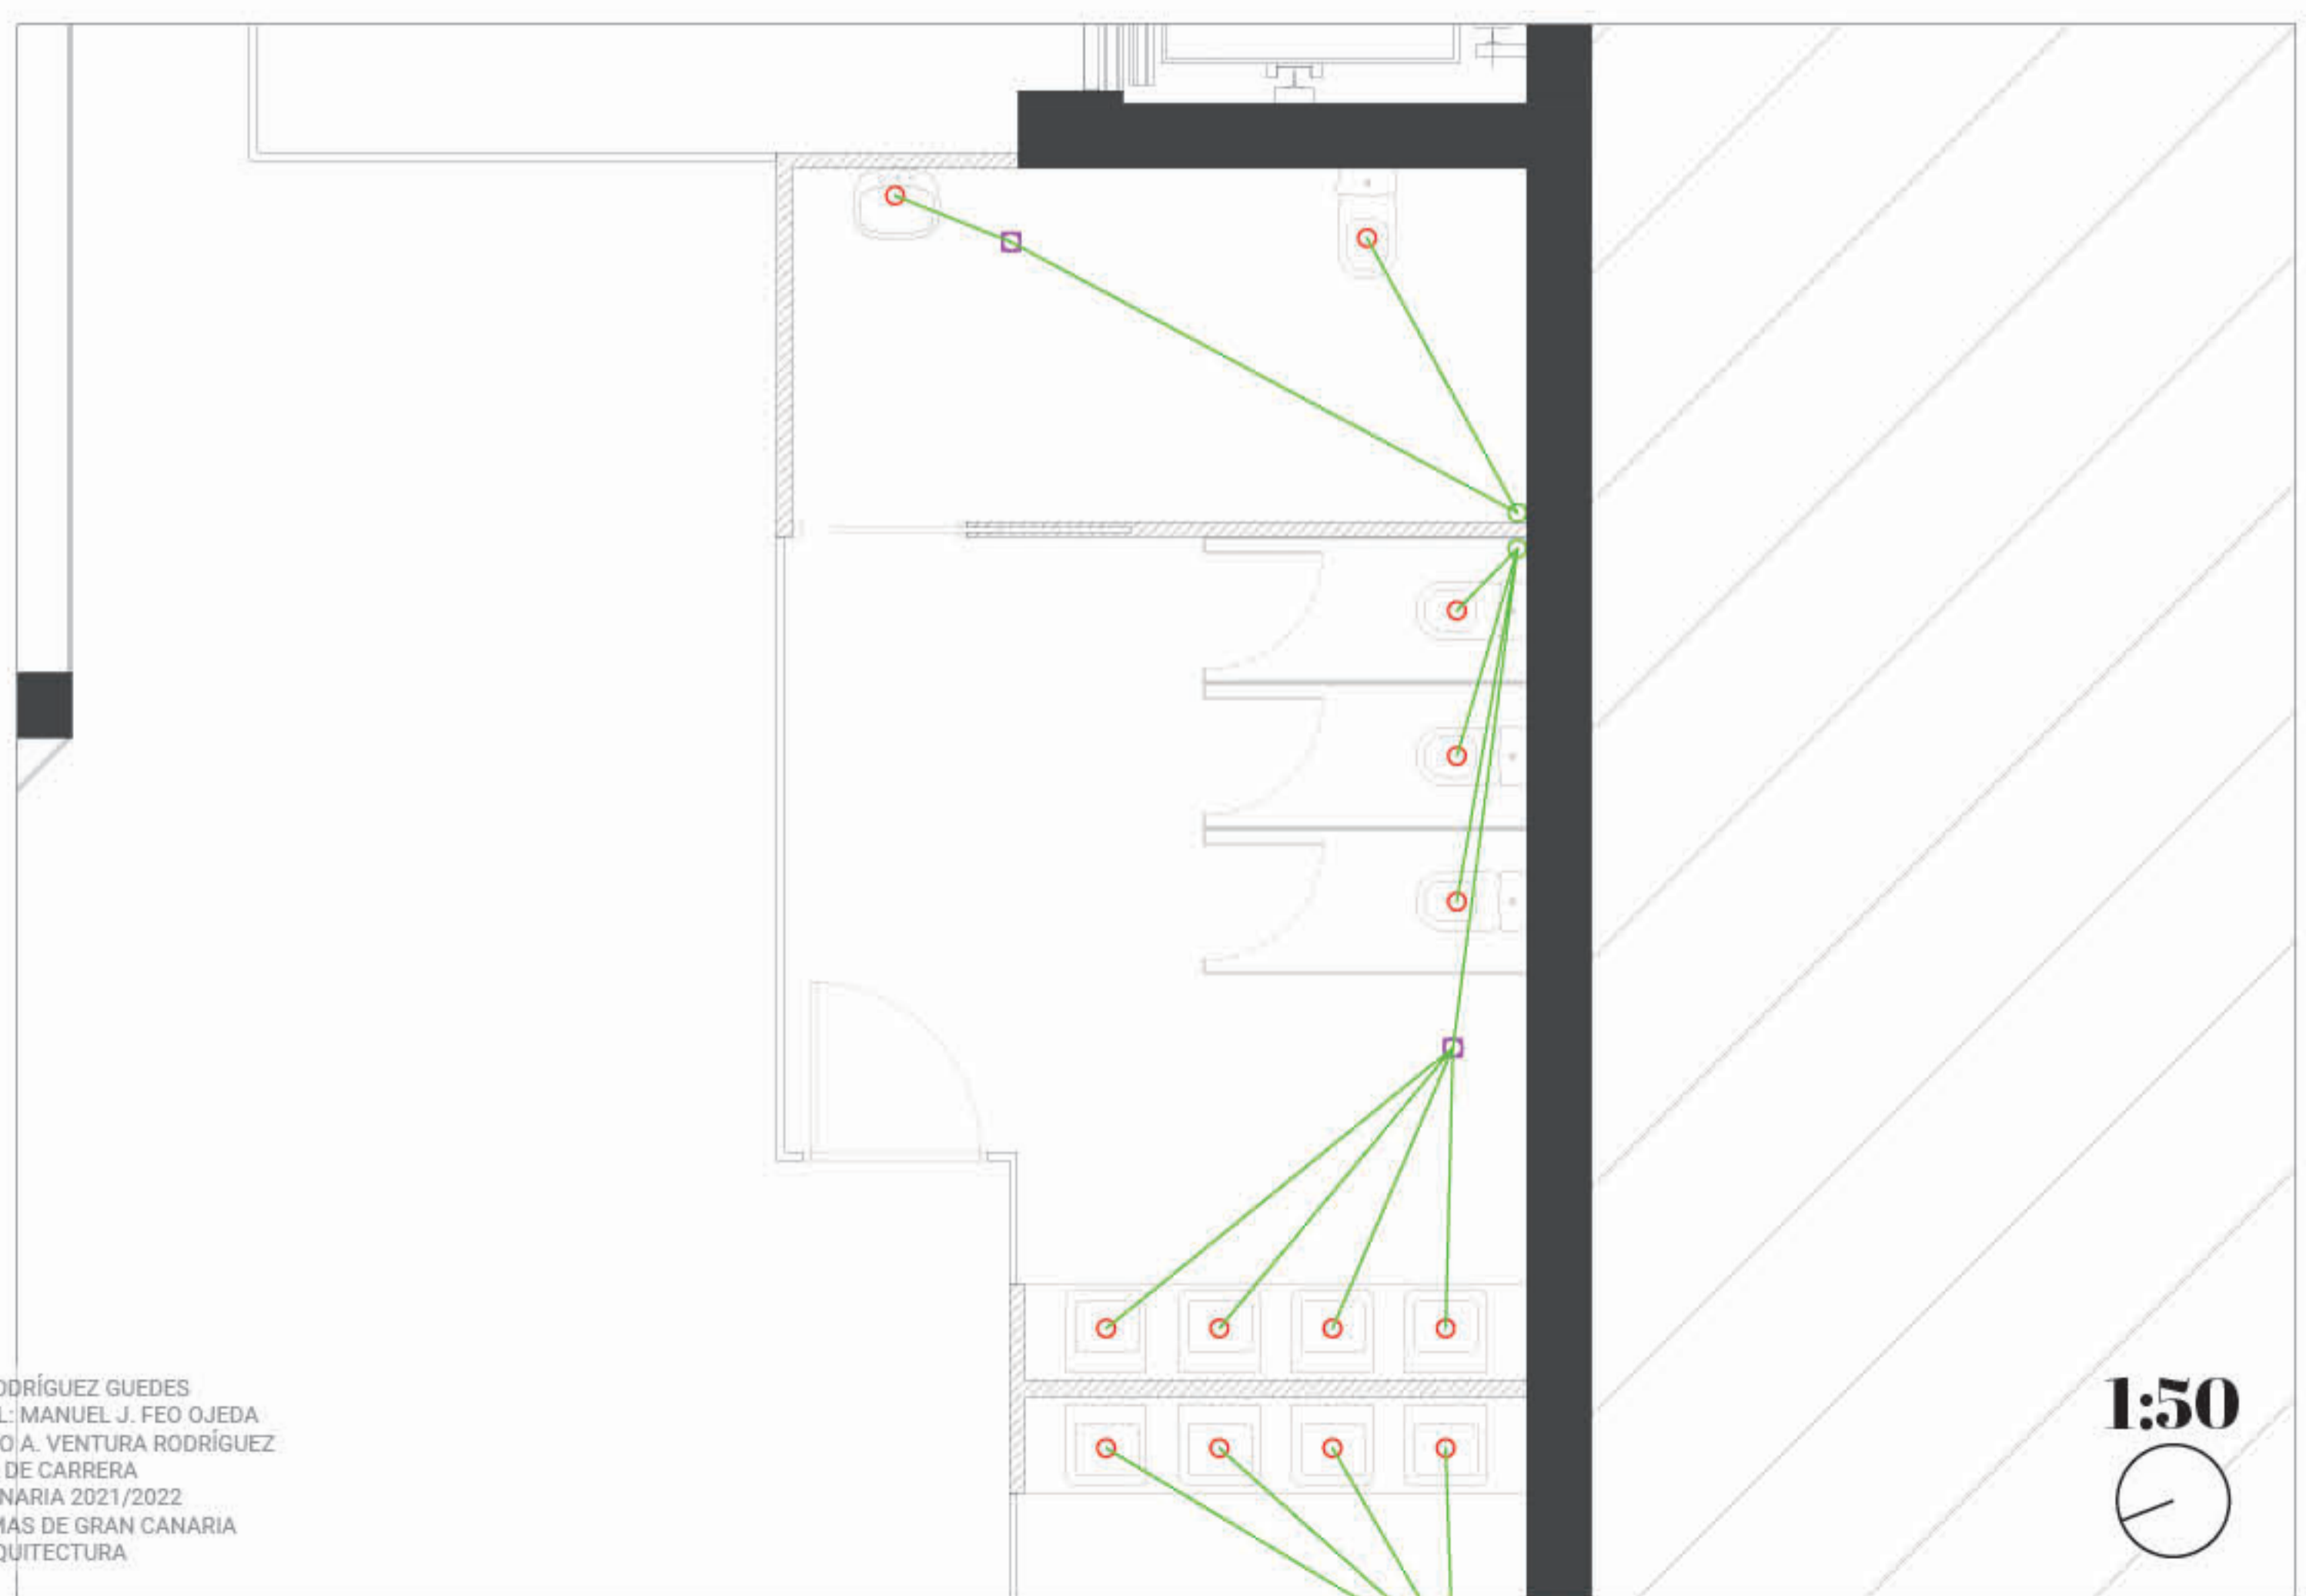 ODRÍGUEZ GUEDES
L: MANUEL J. FEO OJEDA
O A. VENTURA RODRÍGUEZ
DE CARRERA
NARIA 2021/2022
MAS DE GRAN CANARIA
QUITECTURA
1:50